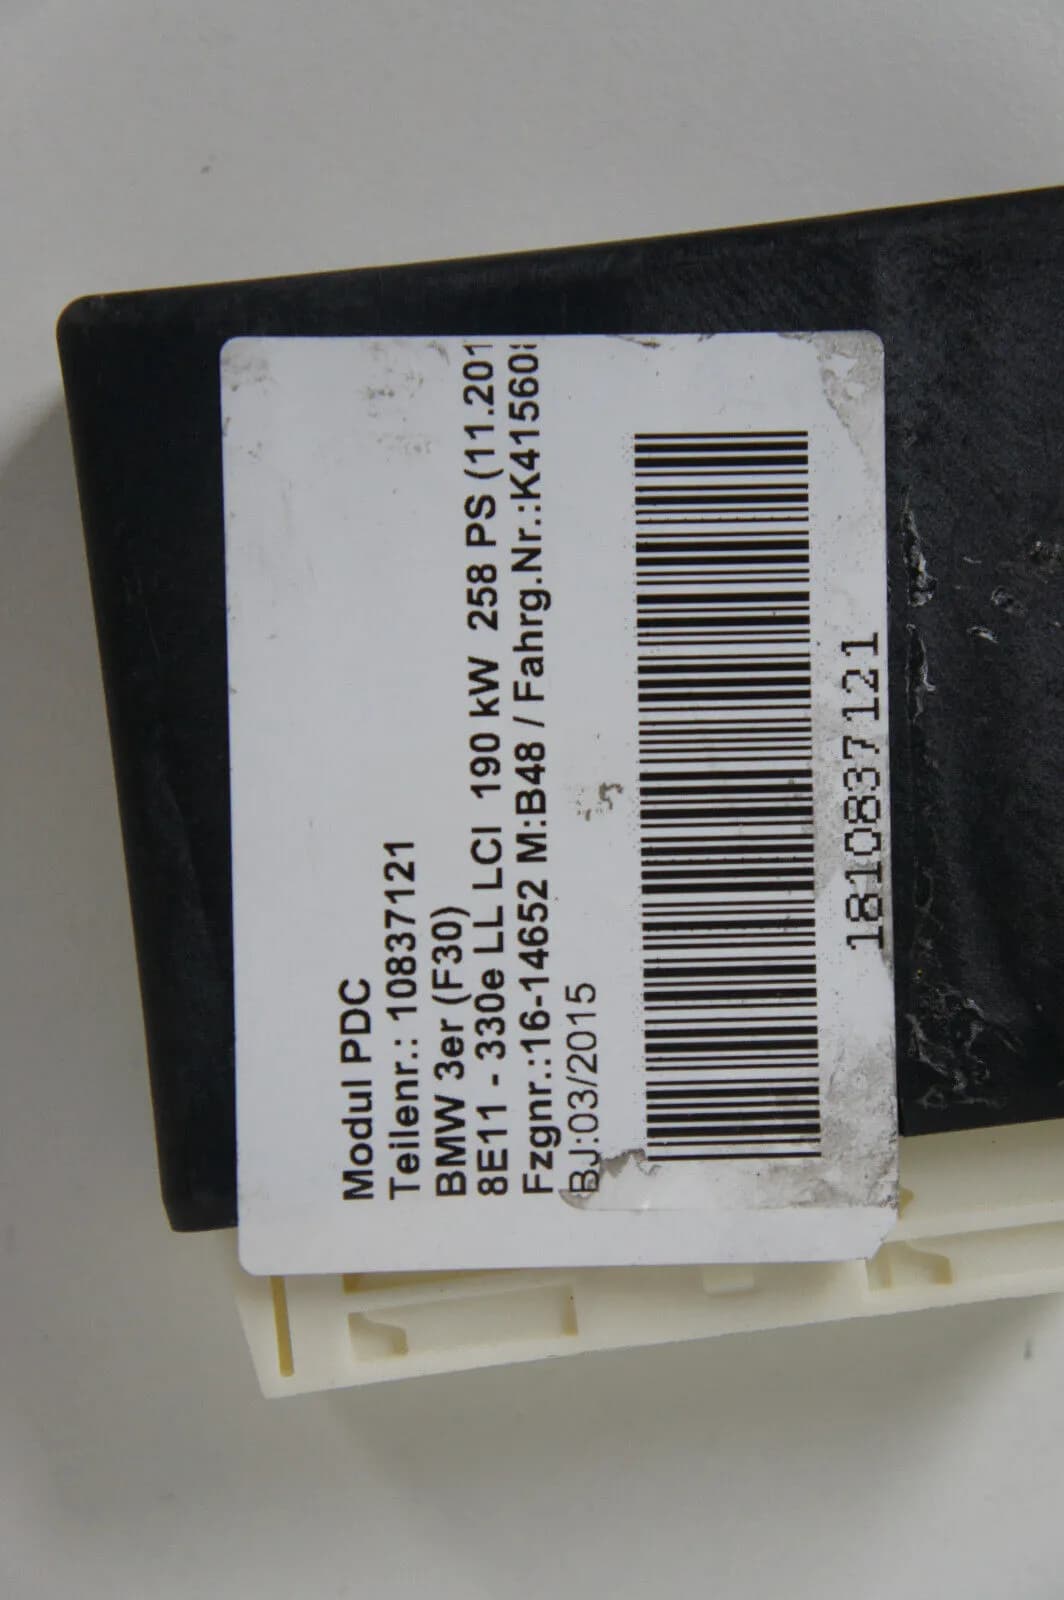 Modul PDC
Teilenr.: 10837121
BMW 3er (F30)
8E11 - 330e LL LCI 190 kW 258 PS (11.201
Fzgnr.:16-14652 M:B48 / Fahrg.Nr.:K41560
BJ:03/2015
1810837121